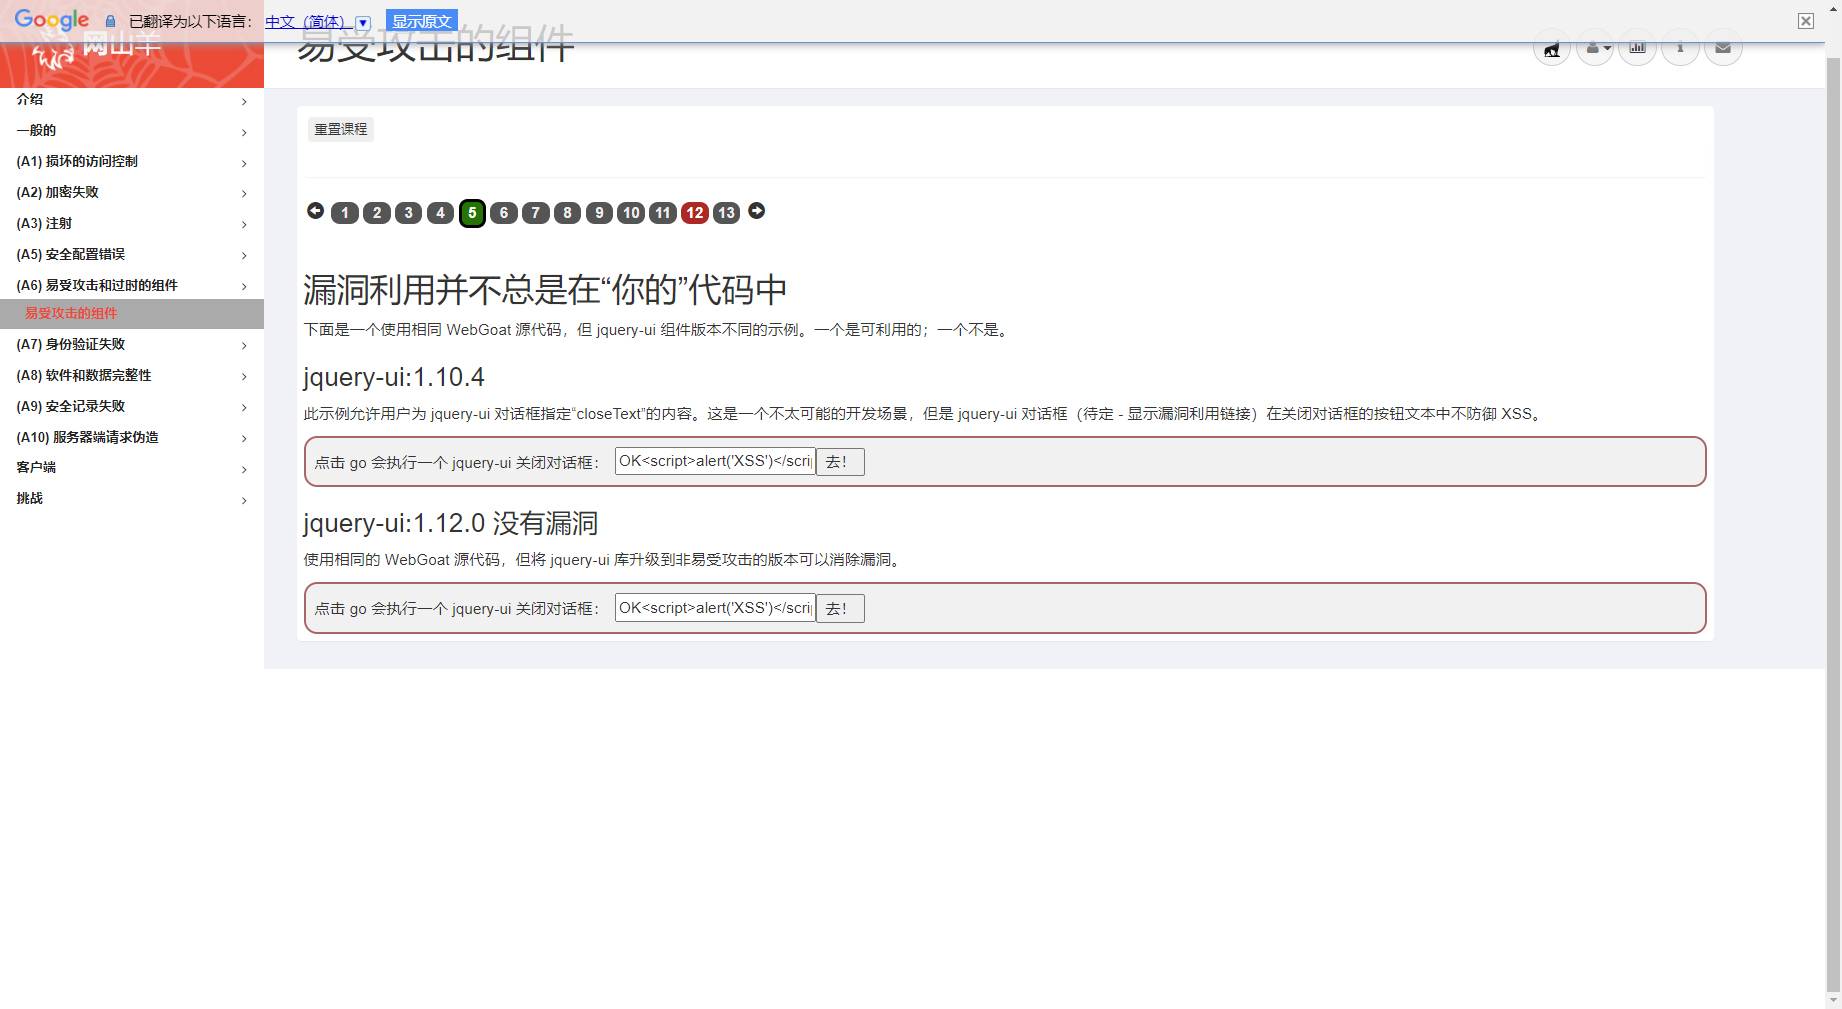 Google 已翻译为以下语言： 中文（简体） ▼ 显示原文
网山羊
易受攻击的组件
介绍
一般的
(A1) 损坏的访问控制
(A2) 加密失败
(A3) 注射
(A5) 安全配置错误
(A6) 易受攻击和过时的组件
易受攻击的组件
(A7) 身份验证失败
(A8) 软件和数据完整性
(A9) 安全记录失败
(A10) 服务器端请求伪造
客户端
挑战
重置课程
1 2 3 4 5 6 7 8 9 10 11 12 13
漏洞利用并不总是在“你的”代码中
下面是一个使用相同 WebGoat 源代码，但 jquery-ui 组件版本不同的示例。一个是可利用的；一个不是。
jquery-ui:1.10.4
此示例允许用户为 jquery-ui 对话框指定“closeText”的内容。这是一个不太可能的开发场景，但是 jquery-ui 对话框（待定 - 显示漏洞利用链接）在关闭对话框的按钮文本中不防御 XSS。
点击 go 会执行一个 jquery-ui 关闭对话框： OK<script>alert('XSS')</scri 去！
jquery-ui:1.12.0 没有漏洞
使用相同的 WebGoat 源代码，但将 jquery-ui 库升级到非易受攻击的版本可以消除漏洞。
点击 go 会执行一个 jquery-ui 关闭对话框： OK<script>alert('XSS')</scri 去！